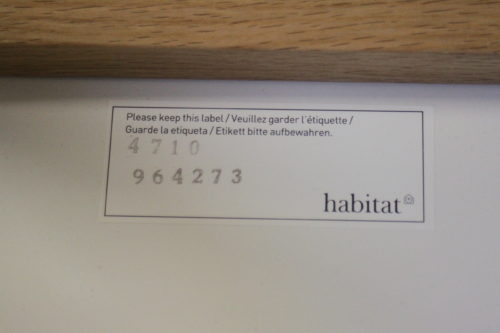 Please keep this label / Veuillez garder l'étiquette /
Guarde la etiqueta / Etikett bitte aufbewahren.
4710
964273
habitat